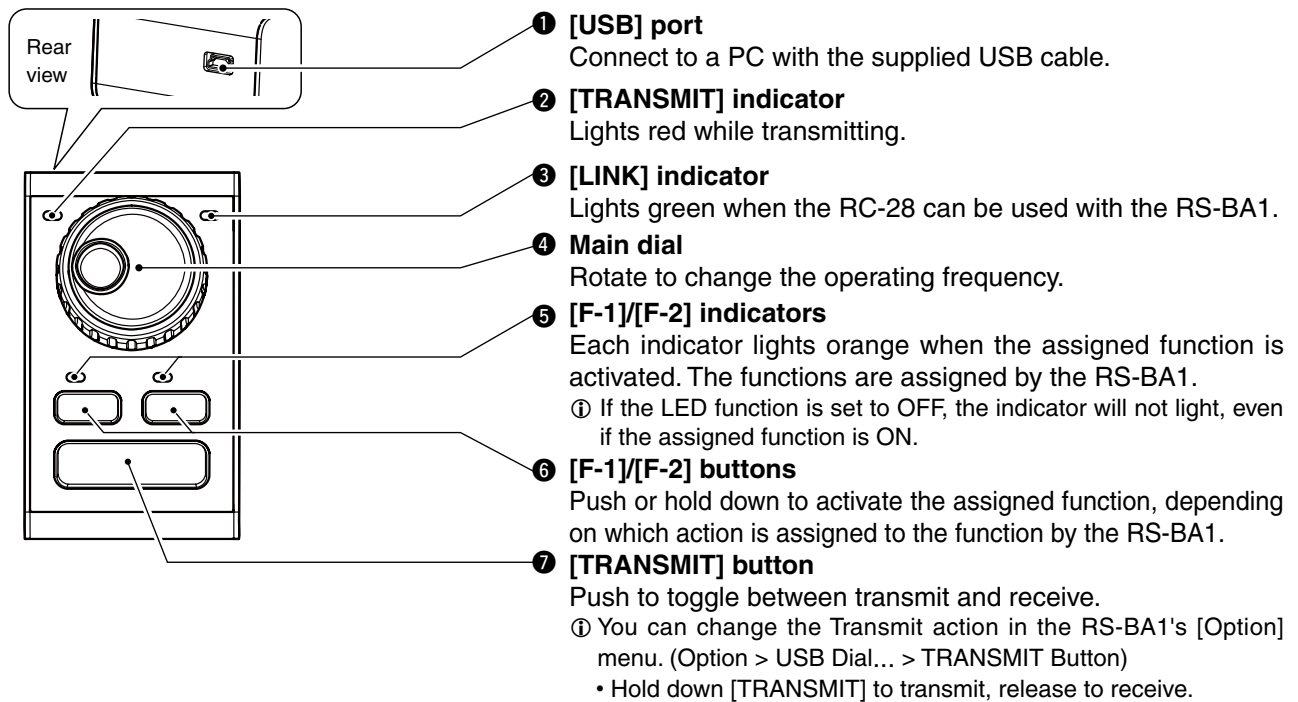 Rear
view
❶ [USB] port
Connect to a PC with the supplied USB cable.
❷ [TRANSMIT] indicator
Lights red while transmitting.
❸ [LINK] indicator
Lights green when the RC-28 can be used with the RS-BA1.
❹ Main dial
Rotate to change the operating frequency.
❺ [F-1]/[F-2] indicators
Each indicator lights orange when the assigned function is
activated. The functions are assigned by the RS-BA1.
ⓘ If the LED function is set to OFF, the indicator will not light, even
if the assigned function is ON.
❻ [F-1]/[F-2] buttons
Push or hold down to activate the assigned function, depending
on which action is assigned to the function by the RS-BA1.
❼ [TRANSMIT] button
Push to toggle between transmit and receive.
ⓘ You can change the Transmit action in the RS-BA1's [Option]
menu. (Option > USB Dial... > TRANSMIT Button)
• Hold down [TRANSMIT] to transmit, release to receive.